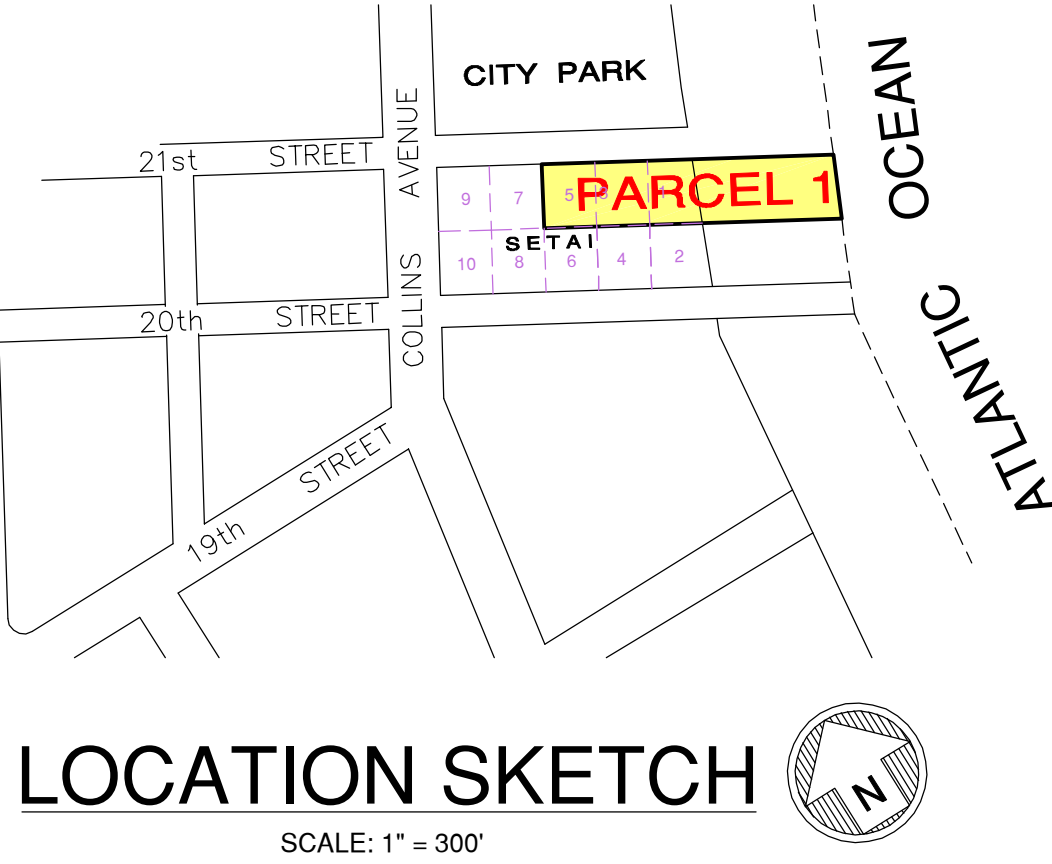 CITY PARK
OCEAN
AVENUE
21st STREET
PARCEL 1
9 7 5 3 1
SETAI
10 8 6 4 2
COLLINS
20th STREET
ATLANTIC
STREET
19th
LOCATION SKETCH
N
SCALE: 1" = 300'